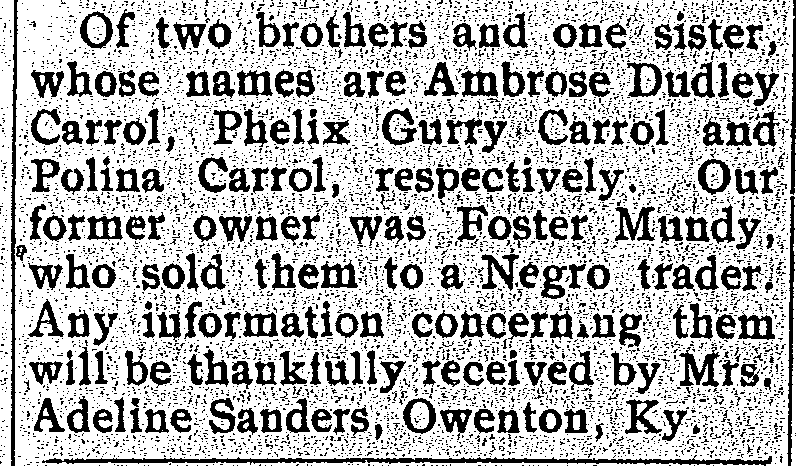 Of two brothers and one sister,
whose names are Ambrose Dudley
Carrol, Phelix Gurry Carrol and
Polina Carrol, respectively. Our
former owner was Foster Mundy,
who sold them to a Negro trader.
Any information concerning them
will be thankfully received by Mrs.
Adeline Sanders, Owenton, Ky.